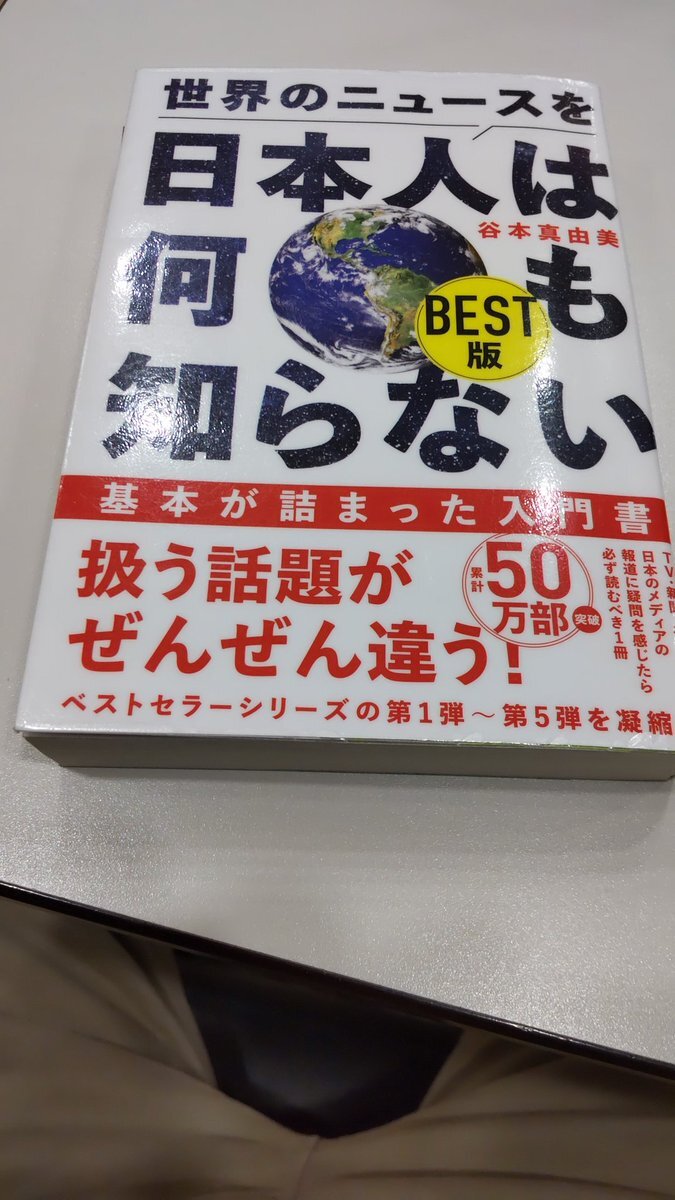 世界のニュースを
日本人は
何も
知らない
谷本真由美
BEST
版
基本が詰まった入門書
扱う話題が
ぜんぜん違う!
累計
50
万部
突破
日本のメディアの
報道に疑問を感じたら
必ず読むべき1冊
ベストセラーシリーズの第1弾〜第5弾を凝縮